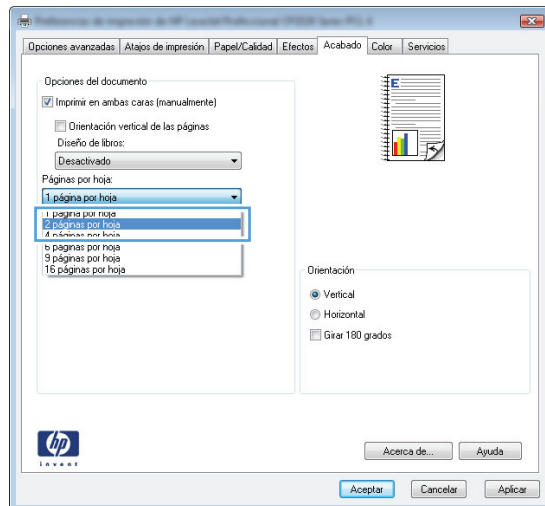 Opciones avanzadas Atajos de impresión Papel/Calidad Efectos Acabado Color Servicios
Opciones del documento
Imprimir en ambas caras (manualmente)
Orientación vertical de las páginas
Diseño de libros:
Desactivado
Páginas por hoja:
1 página por hoja
1 página por hoja
2 páginas por hoja
4 páginas por hoja
6 páginas por hoja
9 páginas por hoja
16 páginas por hoja
E
Orientación
Vertical
Horizontal
Girar 180 grados
hp
invent
Acerca de... Ayuda
Aceptar Cancelar Aplicar